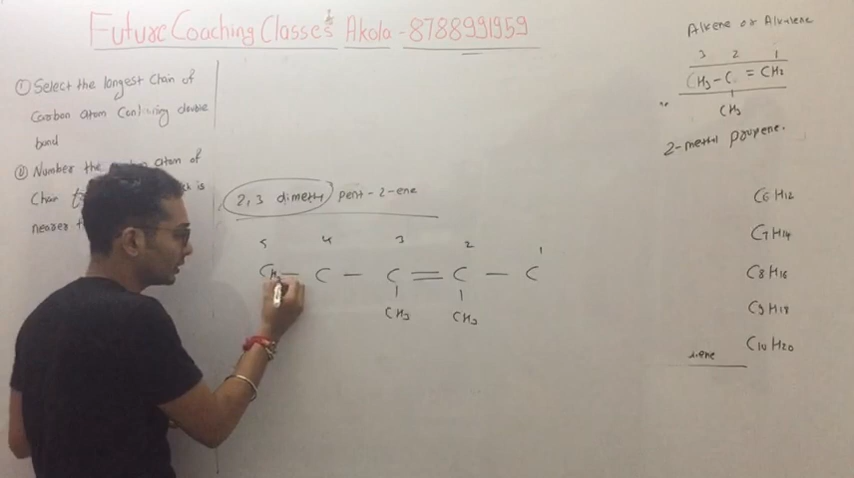 Future Coaching Classes Akola - 8788991959
① Select the longest chain of
Carbon atom Containing double
bond
② Number the atom of
Chain is
nearer
2,3 dimethy pent-2-ene
5 4 3 2 1
CH3 - C - C = C - C
CH3 CH3
Alkene or Alkylene
3 2 1
CH3 - C = CH2
CH3
2-methyl propene.
C6 H12
C7 H14
C8 H16
C9 H18
C10 H20